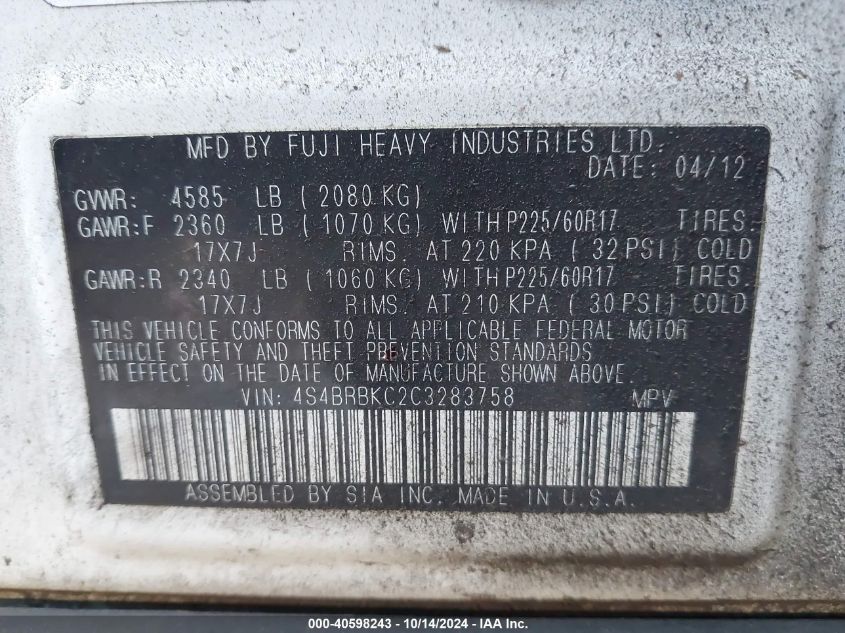 MFD BY FUJI HEAVY INDUSTRIES LTD.
DATE: 04/12
GVWR: 4585 LB ( 2080 KG)
GAWR:F 2360 LB ( 1070 KG) WITH P225/60R17 TIRES.
17X7J RIMS. AT 220 KPA ( 32 PSI) COLD
GAWR:R 2340 LB ( 1060 KG) WITH P225/60R17 TIRES.
17X7J RIMS. AT 210 KPA ( 30 PSI) COLD
THIS VEHICLE CONFORMS TO ALL APPLICABLE FEDERAL MOTOR
VEHICLE SAFETY AND THEFT PREVENTION STANDARDS
IN EFFECT ON THE DATE OF MANUFACTURE SHOWN ABOVE.
VIN: 4S4BRBKC2C3283758 MPV
ASSEMBLED BY SIA INC. MADE IN U.S.A.
000-40598243 - 10/14/2024 - IAA